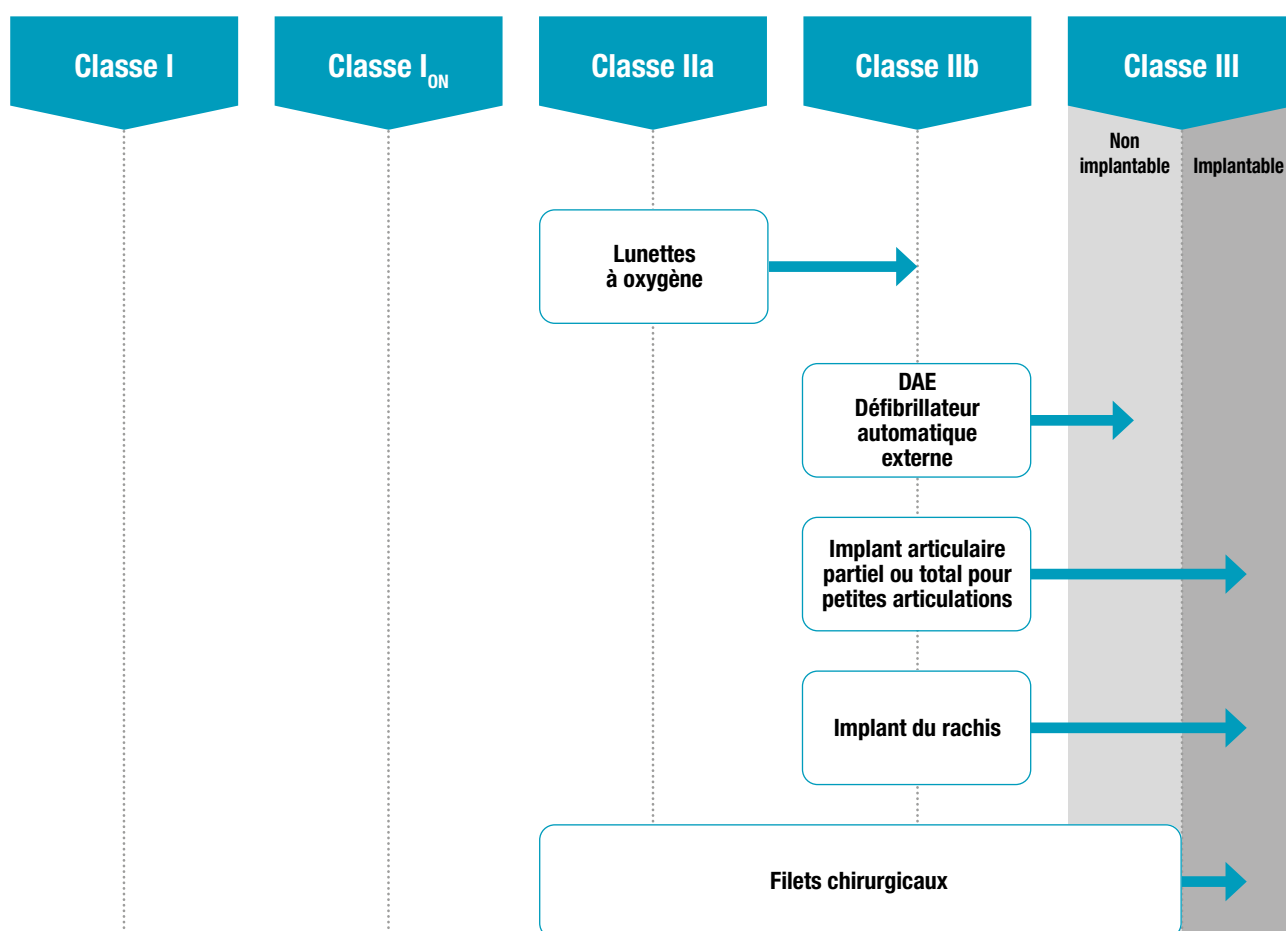 Classe I
Classe I ON
Classe IIa
Classe IIb
Classe III
Non
implantable
Implantable
Lunettes
à oxygène
DAE
Défibrillateur
automatique
externe
Implant articulaire
partiel ou total pour
petites articulations
Implant du rachis
Filets chirurgicaux